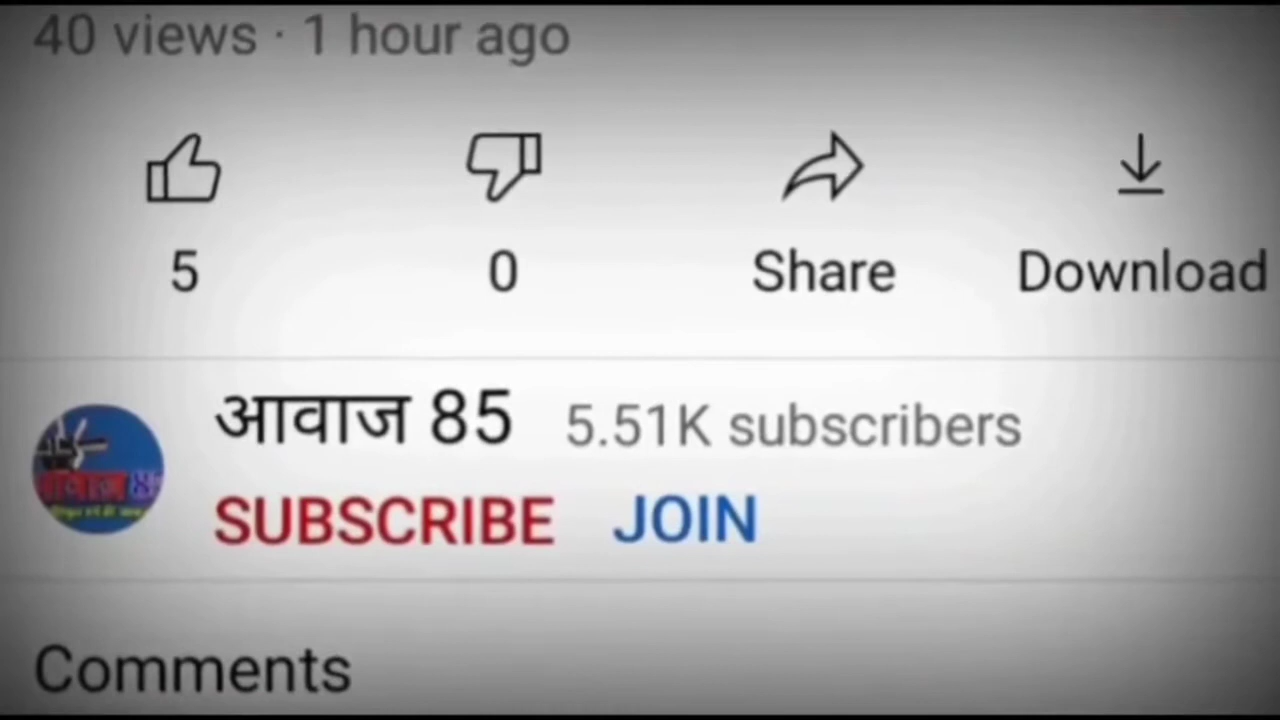 40 views · 1 hour ago
5 0 Share Download
आवाज 85 5.51K subscribers
SUBSCRIBE JOIN
Comments